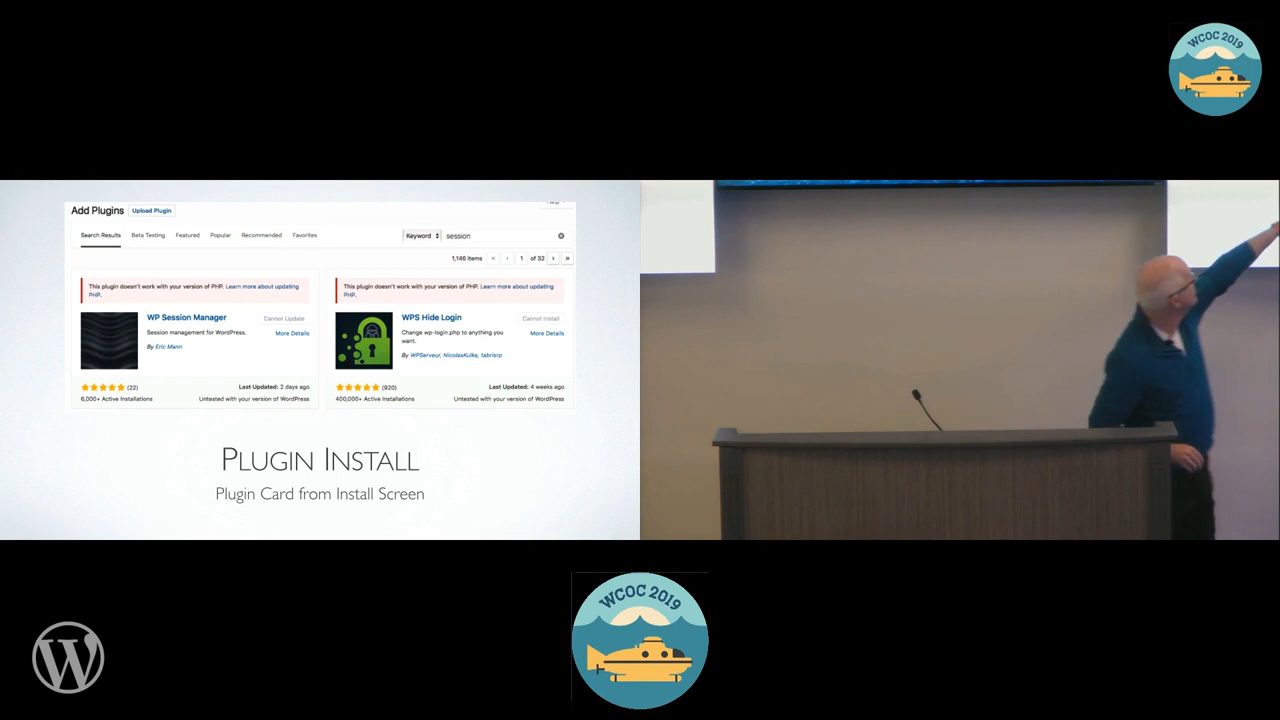 WCOC 2019
Add Plugins Upload Plugin
Search Results Beta Testing Featured Popular Recommended Favorites Keyword session
1,146 items « ‹ 1 of 32 › »
This plugin doesn't work with your version of PHP. Learn more about updating
PHP.
WP Session Manager
Cannot Update
Session management for WordPress.
More Details
By Eric Mann
(22)
Last Updated: 2 days ago
6,000+ Active Installations
Untested with your version of WordPress
This plugin doesn't work with your version of PHP. Learn more about updating
PHP.
WPS Hide Login
Cannot Install
Change wp-login.php to anything you
want.
More Details
By WPServeur, NicolasKulka, tabrisrp
(920)
Last Updated: 4 weeks ago
400,000+ Active Installations
Untested with your version of WordPress
PLUGIN INSTALL
Plugin Card from Install Screen
WCOC 2019